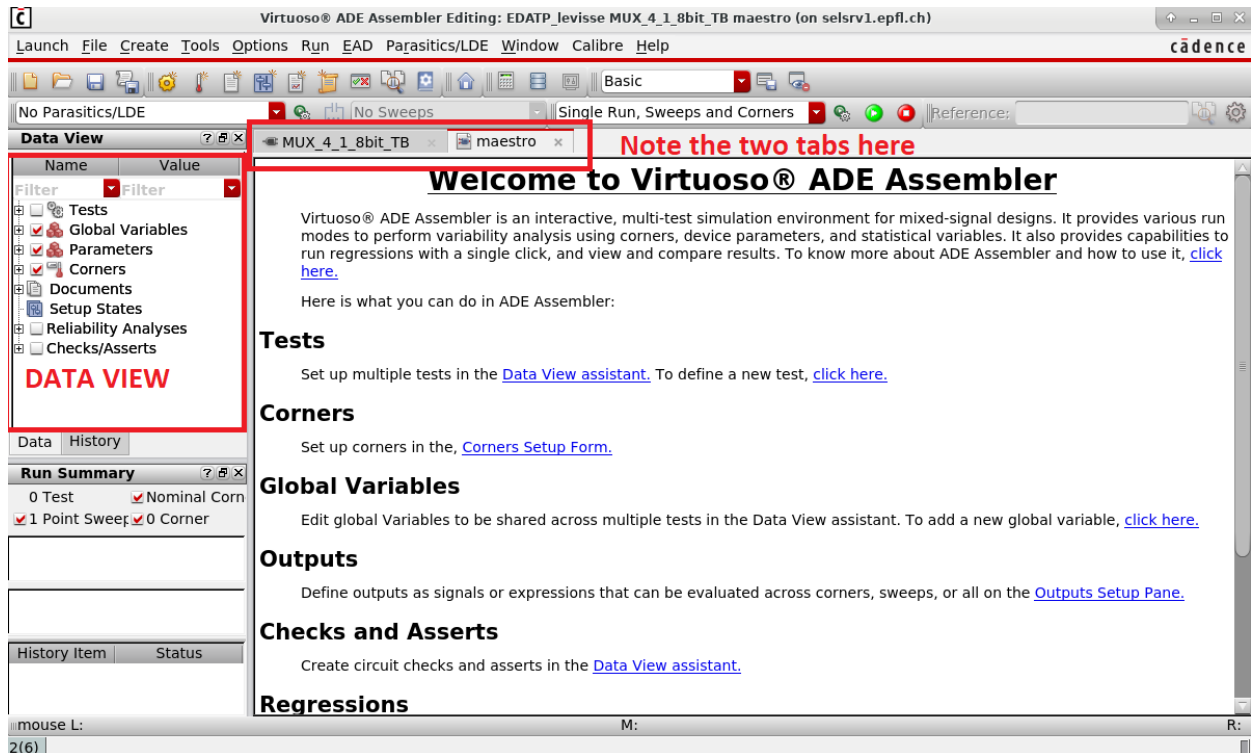 Virtuoso® ADE Assembler Editing: EDATP_levisse MUX_4_1_8bit_TB maestro (on selsrv1.epfl.ch)
Launch File Create Tools Options Run EAD Parasitics/LDE Window Calibre Help
cādence
Basic
No Parasitics/LDE
No Sweeps
Single Run, Sweeps and Corners
Reference:
Data View
MUX_4_1_8bit_TB
maestro
Note the two tabs here
Name Value
Filter Filter
Tests
Global Variables
Parameters
Corners
Documents
Setup States
Reliability Analyses
Checks/Asserts
DATA VIEW
Data History
Run Summary
0 Test Nominal Corn
1 Point Sweep 0 Corner
History Item Status
Welcome to Virtuoso® ADE Assembler
Virtuoso® ADE Assembler is an interactive, multi-test simulation environment for mixed-signal designs. It provides various run
modes to perform variability analysis using corners, device parameters, and statistical variables. It also provides capabilities to
run regressions with a single click, and view and compare results. To know more about ADE Assembler and how to use it, click
here.
Here is what you can do in ADE Assembler:
Tests
Set up multiple tests in the Data View assistant. To define a new test, click here.
Corners
Set up corners in the, Corners Setup Form.
Global Variables
Edit global Variables to be shared across multiple tests in the Data View assistant. To add a new global variable, click here.
Outputs
Define outputs as signals or expressions that can be evaluated across corners, sweeps, or all on the Outputs Setup Pane.
Checks and Asserts
Create circuit checks and asserts in the Data View assistant.
Regressions
mouse L: M: R:
2(6)